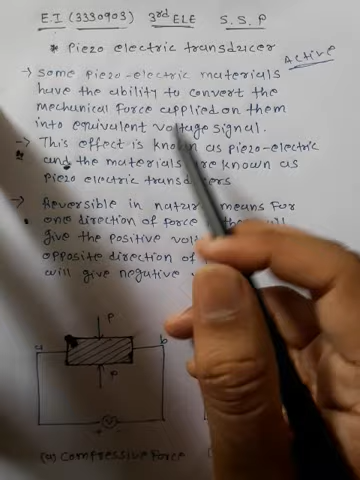 E.I (3330903) 3rd ELE S. S. P
* Piezo electric transducer
Active
→ Some Piezo-electric materials
have the ability to convert the
mechanical force applied on them
into equivalent voltage signal.
→ This effect is known as Piezo-electric
and the materials are known as
Piezo electric transducers
→ Reversible in nature means For
one direction of force
give the positive
opposite direction of
will give negative
P
a
b
P
+
(a) Compressive Force
(